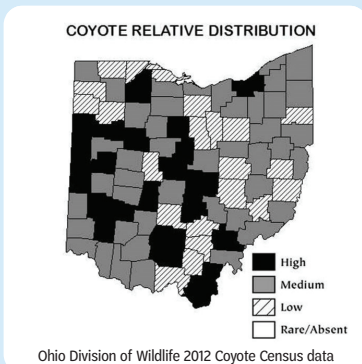 COYOTE RELATIVE DISTRIBUTION
High
Medium
Low
Rare/Absent
Ohio Division of Wildlife 2012 Coyote Census data